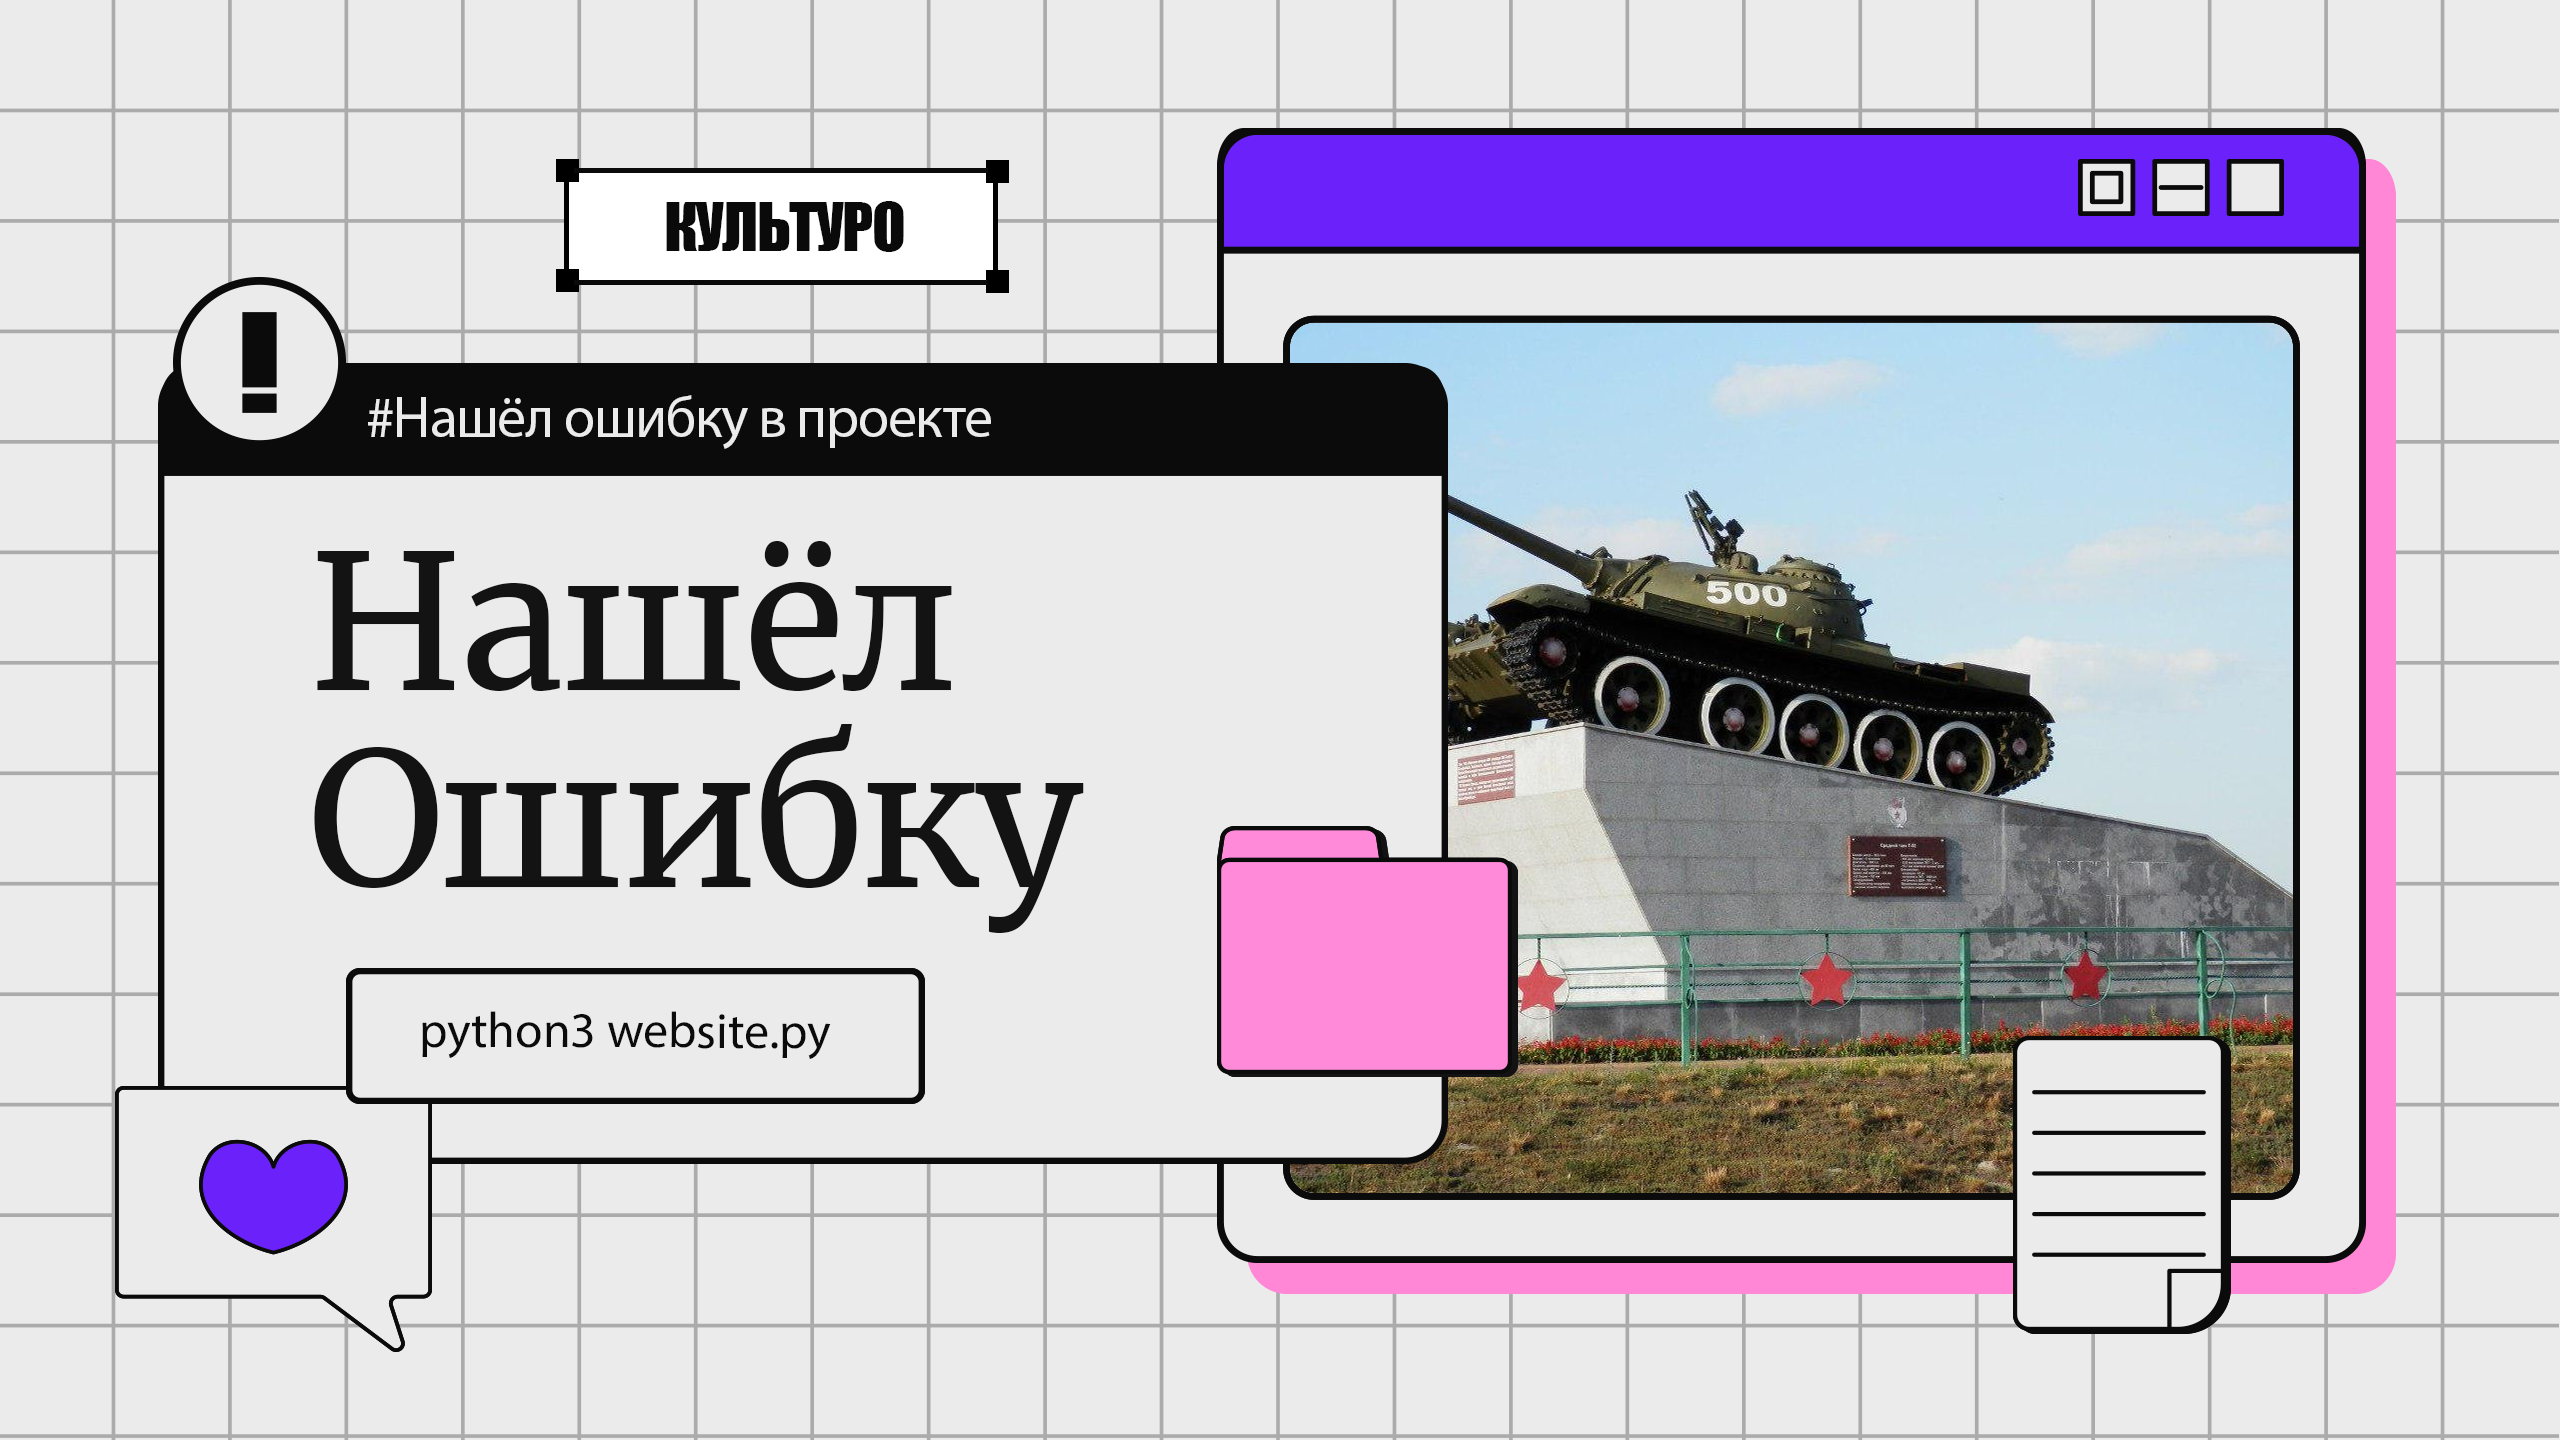 КУЛЬТУРО
#Нашёл ошибку в проекте
Нашёл
Ошибку
python3 website.py
500